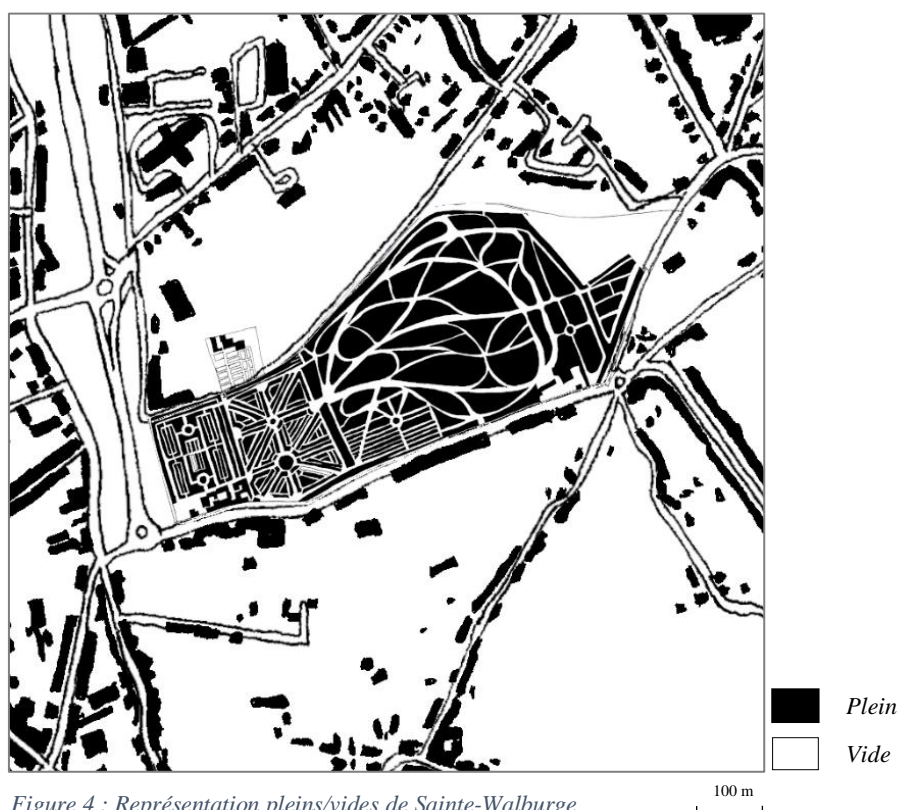 Plein
Vide
100 m
Figure 4 : Représentation pleins/vides de Sainte-Walburge